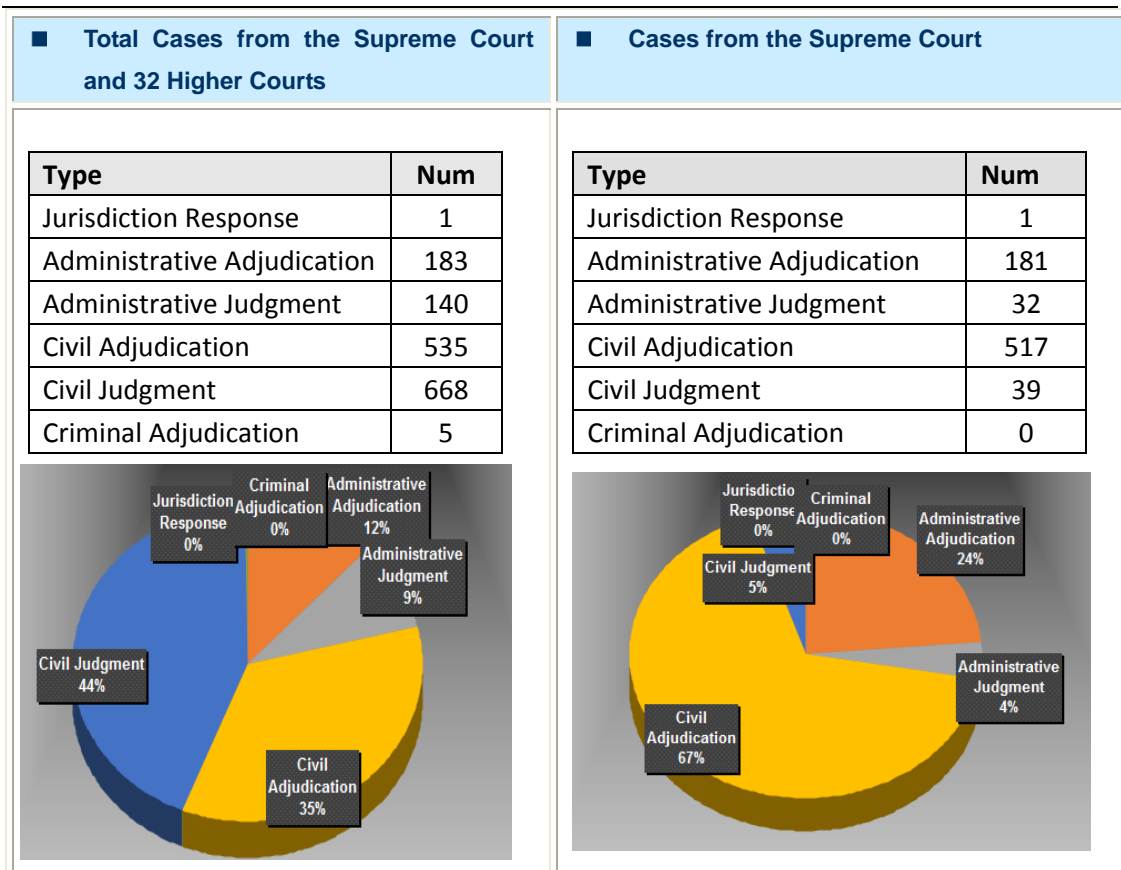 ■ Total Cases from the Supreme Court
and 32 Higher Courts
Type Num
Jurisdiction Response 1
Administrative Adjudication 183
Administrative Judgment 140
Civil Adjudication 535
Civil Judgment 668
Criminal Adjudication 5
Jurisdiction
Response
0%
Criminal
Adjudication
0%
Administrative
Adjudication
12%
Administrative
Judgment
9%
Civil Judgment
44%
Civil
Adjudication
35%
■ Cases from the Supreme Court
Type Num
Jurisdiction Response 1
Administrative Adjudication 181
Administrative Judgment 32
Civil Adjudication 517
Civil Judgment 39
Criminal Adjudication 0
Jurisdictio
Response
0%
Criminal
Adjudication
0%
Administrative
Adjudication
24%
Civil Judgment
5%
Administrative
Judgment
4%
Civil
Adjudication
67%